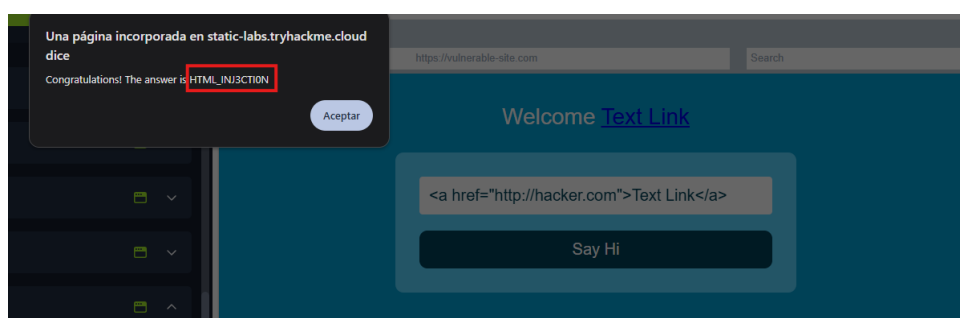 Una página incorporada en static-labs.tryhackme.cloud
dice
Congratulations! The answer is HTML_INJ3CTI0N
Aceptar
https://vulnerable-site.com
Search
Welcome Text Link
<a href="http://hacker.com">Text Link</a>
Say Hi